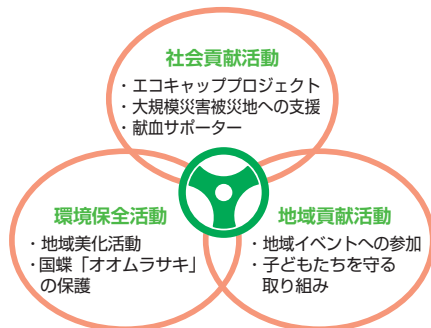 社会貢献活動
・エコキャッププロジェクト
・大規模災害被災地への支援
・献血サポーター
環境保全活動
・地域美化活動
・国蝶「オオムラサキ」
の保護
地域貢献活動
・地域イベントへの参加
・子どもたちを守る
取り組み